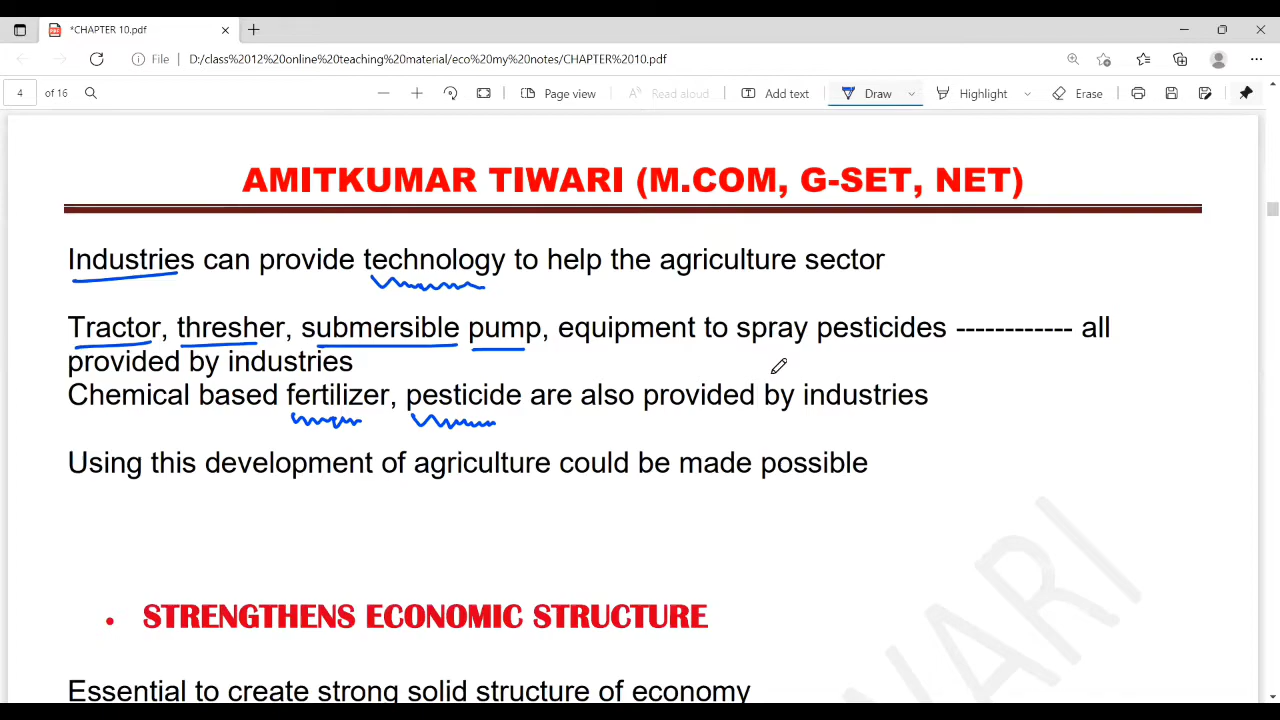 *CHAPTER 10.pdf
File D:/class%2012%20online%20teaching%20material/eco%20my%20notes/CHAPTER%2010.pdf
4 of 16 Page view Read aloud Add text Draw Highlight Erase
AMITKUMAR TIWARI (M.COM, G-SET, NET)
Industries can provide technology to help the agriculture sector
Tractor, thresher, submersible pump, equipment to spray pesticides ------------ all
provided by industries
Chemical based fertilizer, pesticide are also provided by industries
Using this development of agriculture could be made possible
• STRENGTHENS ECONOMIC STRUCTURE
Essential to create strong solid structure of economy
WARI